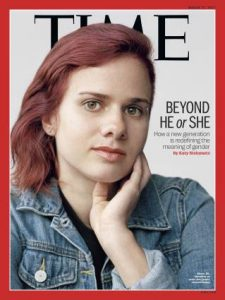 TIME
BEYOND
HE or SHE
How a new generation
is redefining the
meaning of gender
By Katy Steinmetz